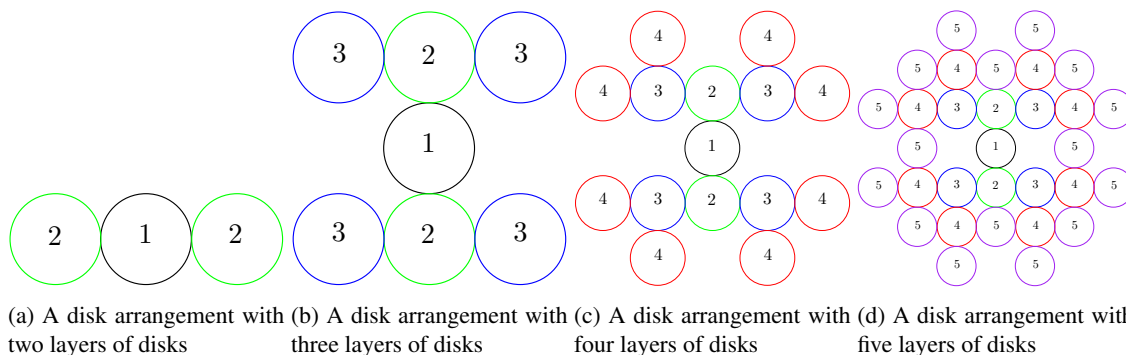 2 1 2
(a) A disk arrangement with
two layers of disks
3 2 3
1
3 2 3
(b) A disk arrangement with
three layers of disks
4 4
4 3 2 3 4
1
4 3 2 3 4
4 4
(c) A disk arrangement with
four layers of disks
5 5
5 4 5 4 5
5 4 3 2 3 4 5
5 1 5
5 4 3 2 3 4 5
5 4 5 4 5
5 5
(d) A disk arrangement with
five layers of disks